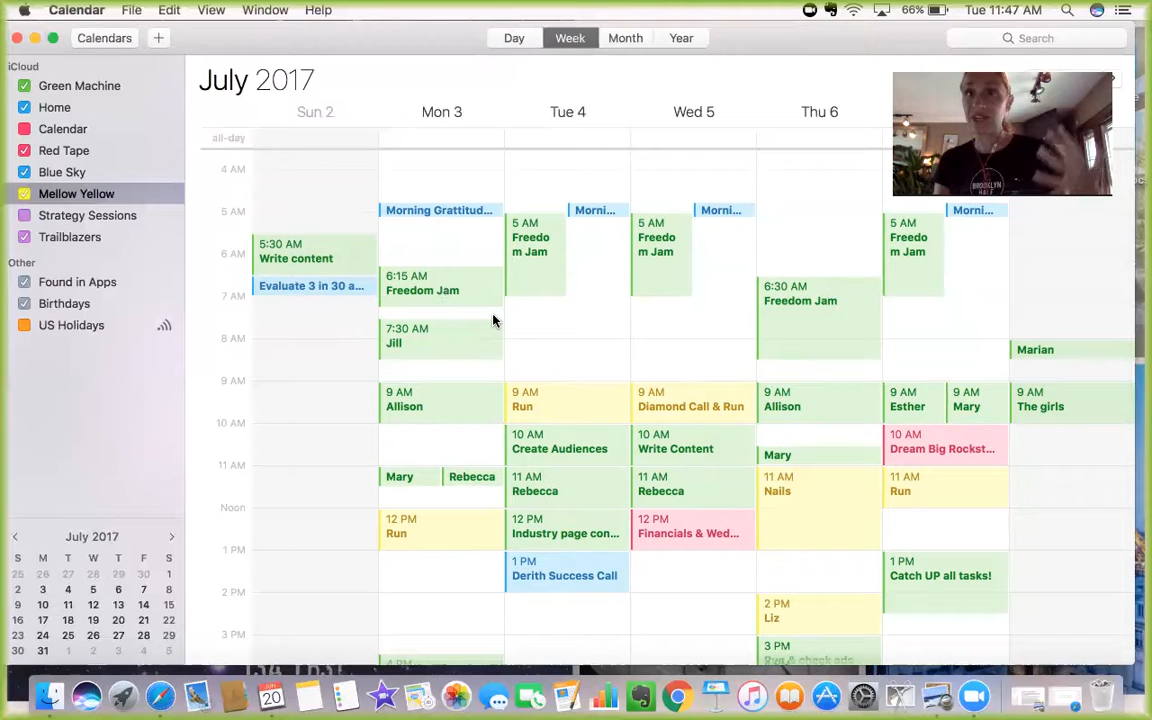 Calendar File Edit View Window Help 66% Tue 11:47 AM
Calendars + Day Week Month Year Search
iCloud
Green Machine
Home
Calendar
Red Tape
Blue Sky
Mellow Yellow
Strategy Sessions
Trailblazers
Other
Found in Apps
Birthdays
US Holidays
July 2017
S M T W T F S
25 26 27 28 29 30 1
2 3 4 5 6 7 8
9 10 11 12 13 14 15
16 17 18 19 20 21 22
23 24 25 26 27 28 29
30 31 1 2 3 4 5
July 2017
Sun 2 Mon 3 Tue 4 Wed 5 Thu 6
all-day
4 AM
5 AM
6 AM
7 AM
8 AM
9 AM
10 AM
11 AM
Noon
1 PM
2 PM
3 PM
5:30 AM
Write content
Evaluate 3 in 30 a...
Morning Gratitud...
6:15 AM
Freedom Jam
7:30 AM
Jill
9 AM
Allison
Mary
Rebecca
12 PM
Run
4 PM
5 AM
Freedo
m Jam
Morni...
9 AM
Run
10 AM
Create Audiences
11 AM
Rebecca
12 PM
Industry page con...
1 PM
Derith Success Call
5 AM
Freedo
m Jam
Morni...
9 AM
Diamond Call & Run
10 AM
Write Content
11 AM
Rebecca
12 PM
Financials & Wed...
6:30 AM
Freedom Jam
9 AM
Allison
Mary
11 AM
Nails
2 PM
Liz
3 PM
Run & check ads
5 AM
Freedo
m Jam
Morni...
9 AM
Esther
9 AM
Mary
10 AM
Dream Big Rockst...
11 AM
Run
1 PM
Catch UP all tasks!
Marian
9 AM
The girls
BROOKLYN
HALF
JUN
20